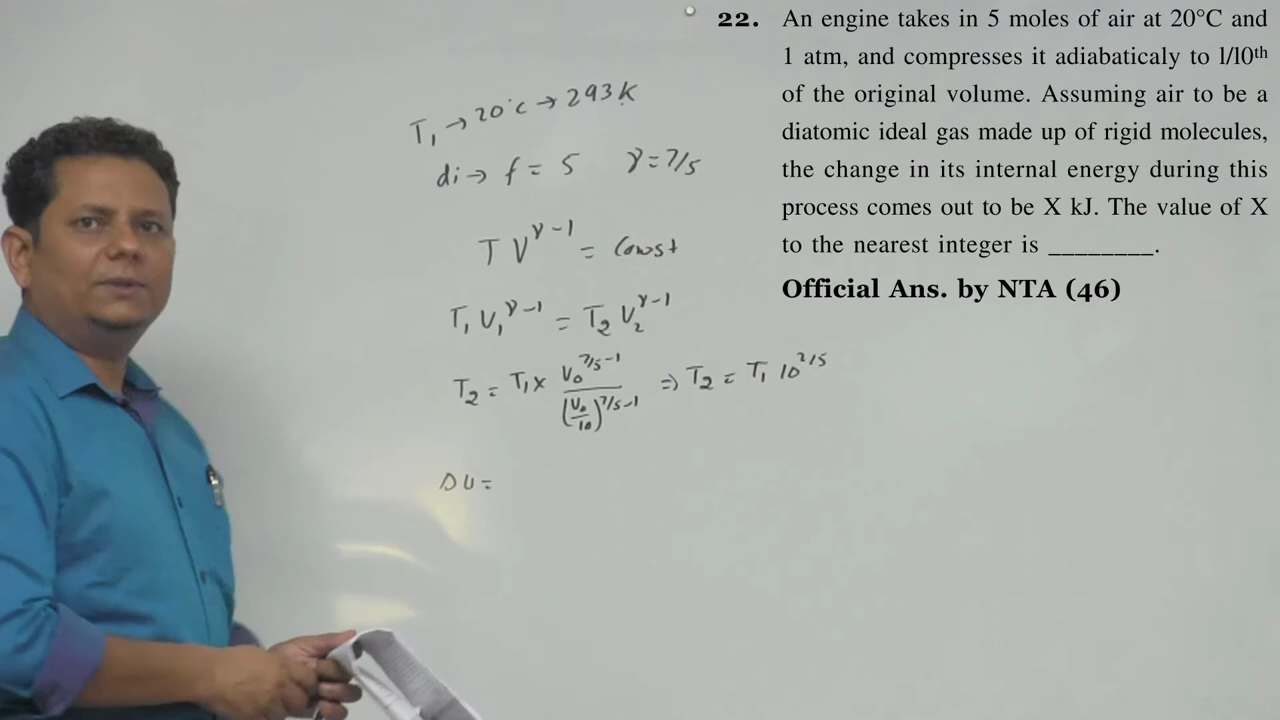 22. An engine takes in 5 moles of air at 20°C and
1 atm, and compresses it adiabaticaly to 1/10th
of the original volume. Assuming air to be a
diatomic ideal gas made up of rigid molecules,
the change in its internal energy during this
process comes out to be X kJ. The value of X
to the nearest integer is ________.
Official Ans. by NTA (46)
T₁ → 20°C → 293K
di → f = 5 γ = 7/5
T V^γ-1 = Const
T₁ V₁^γ-1 = T₂ V₂^γ-1
T₂ = T₁ × V₀^7/5-1 / (V₀/10)^7/5-1 ⇒ T₂ = T₁ 10^2/5
ΔU =